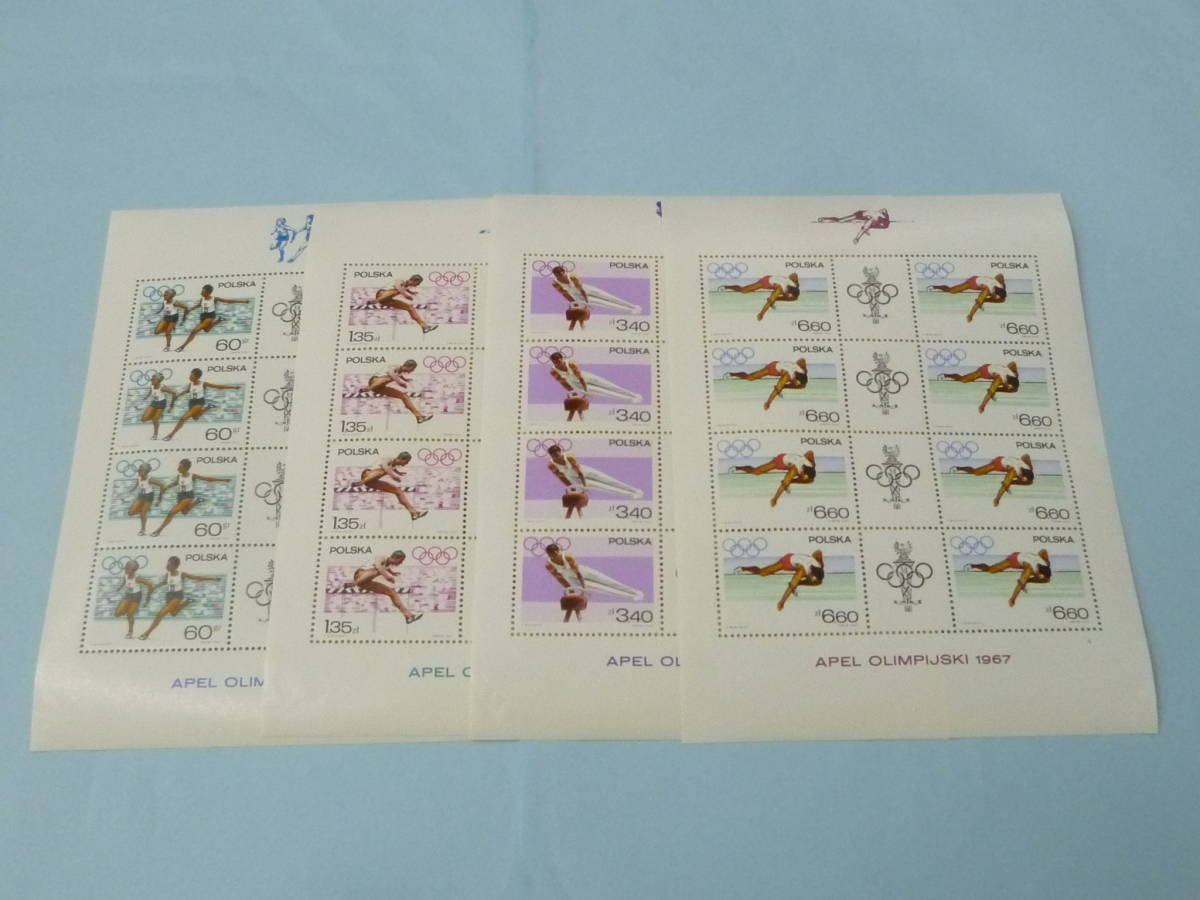 POLSKA
60 gr
POLSKA
60 gr
POLSKA
60 gr
POLSKA
60 gr
APEL OLIM
POLSKA
1.35 zł
POLSKA
1.35 zł
POLSKA
1.35 zł
POLSKA
1.35 zł
APEL O
POLSKA
zł 3.40
POLSKA
zł 3.40
POLSKA
zł 3.40
POLSKA
zł 3.40
APEL OL
POLSKA
zł 6.60
POLSKA
zł 6.60
POLSKA
zł 6.60
POLSKA
zł 6.60
POLSKA
zł 6.60
POLSKA
zł 6.60
POLSKA
zł 6.60
POLSKA
zł 6.60
APEL OLIMPIJSKI 1967